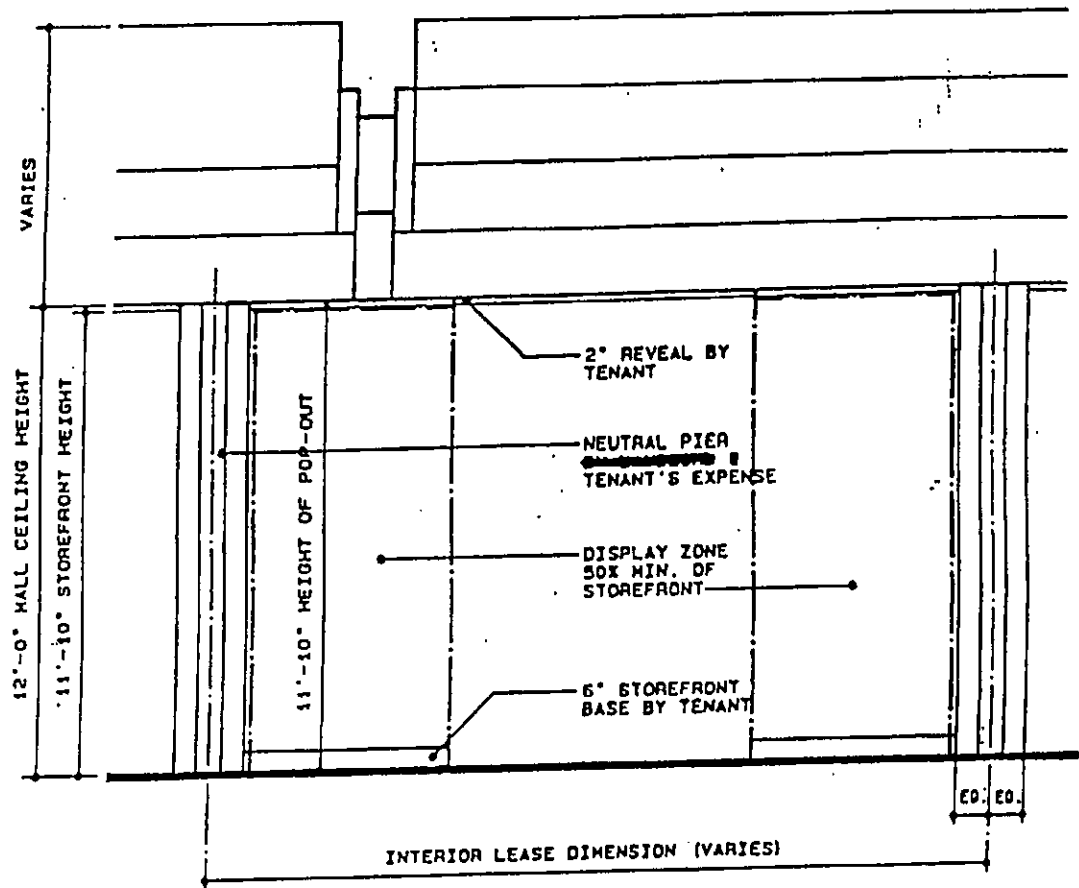 VARIES
12'-0" MALL CEILING HEIGHT
11'-10" STOREFRONT HEIGHT
11'-10" HEIGHT OF POP-OUT
2" REVEAL BY
TENANT
NEUTRAL PIER
TENANT'S EXPENSE
DISPLAY ZONE
50% MIN. OF
STOREFRONT
6" STOREFRONT
BASE BY TENANT
EQ. EQ.
INTERIOR LEASE DIMENSION (VARIES)